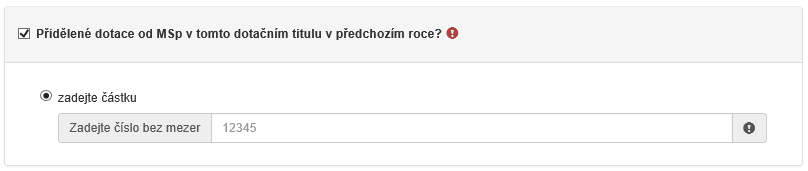 Přidělené dotace od MSp v tomto dotačním titulu v předchozím roce?
zadejte částku
Zadejte číslo bez mezer 12345